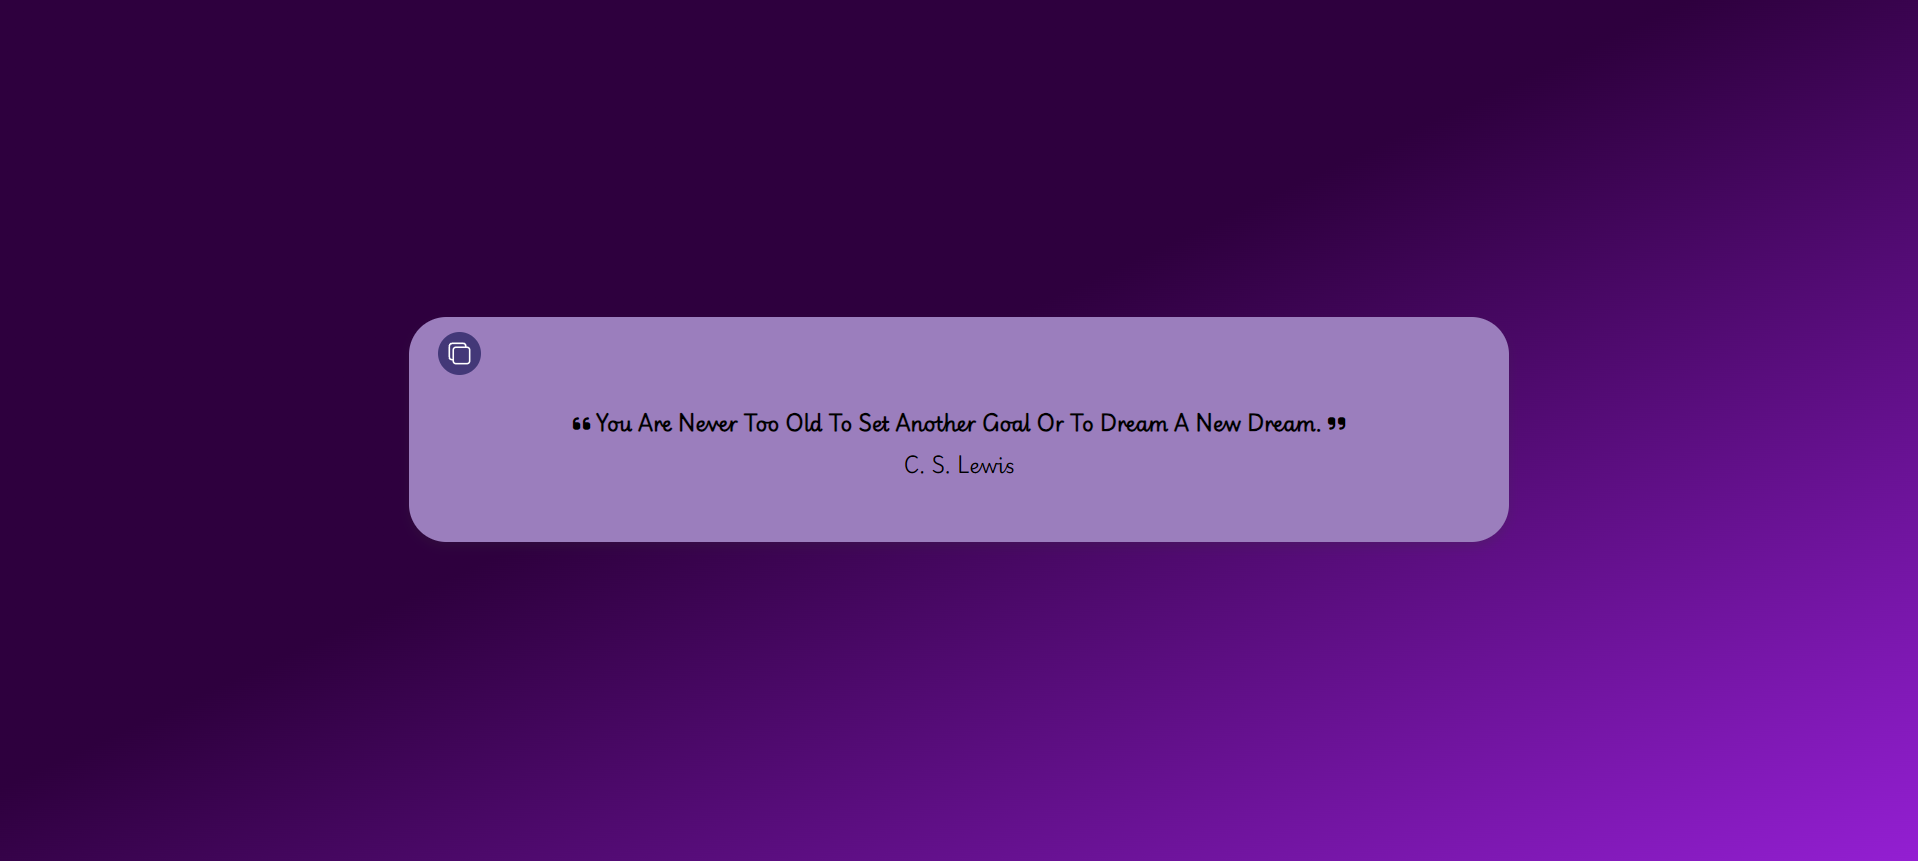 ❝ You Are Never Too Old To Set Another Goal Or To Dream A New Dream. ❞
C. S. Lewis